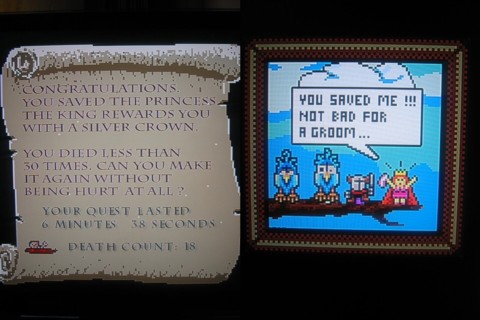 CONGRATULATIONS,
YOU SAVED THE PRINCESS
THE KING REWARDS YOU
WITH A SILVER CROWN.
YOU DIED LESS THAN
30 TIMES. CAN YOU MAKE
IT AGAIN WITHOUT
BEING HURT AT ALL ?
YOUR QUEST LASTED
6 MINUTES 38 SECONDS
DEATH COUNT: 18
YOU SAVED ME !!!
NOT BAD FOR
A GROOM ...